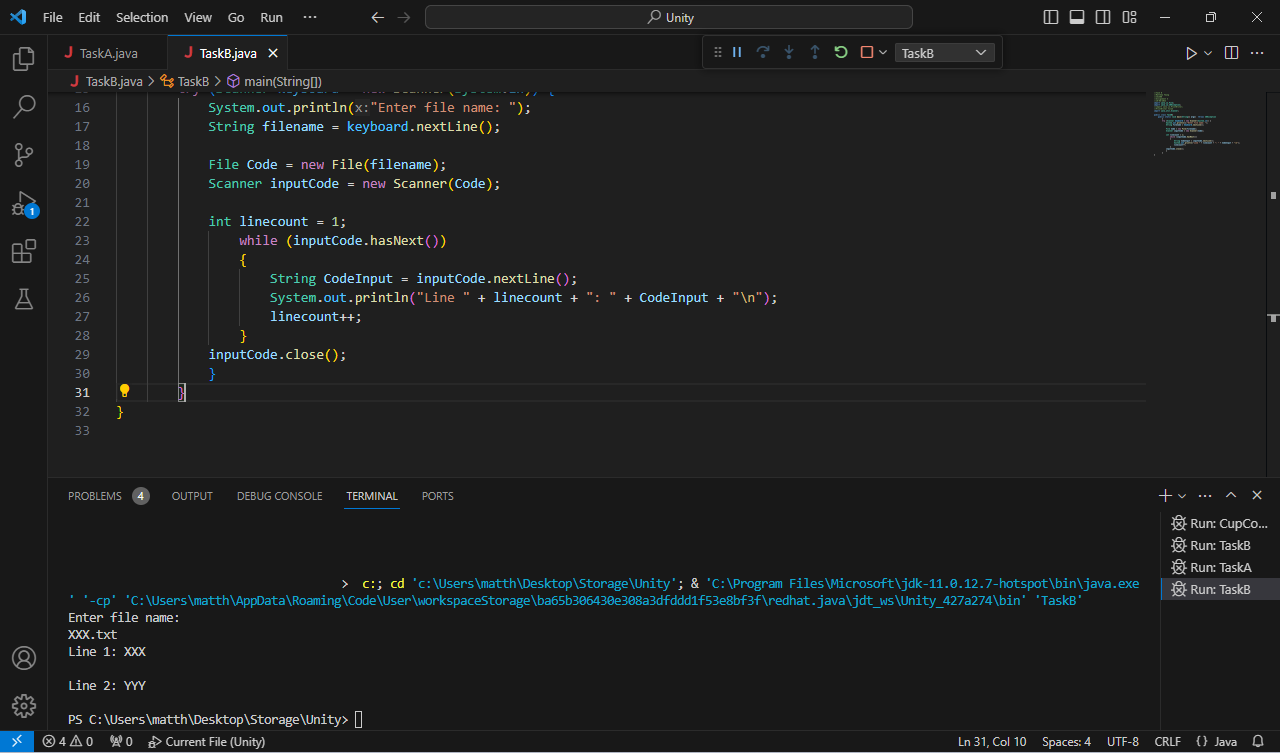 File Edit Selection View Go Run ··· Unity
TaskA.java TaskB.java TaskB
TaskB.java > TaskB > main(String[])
16 System.out.println(x:"Enter file name: ");
17 String filename = keyboard.nextLine();
18
19 File Code = new File(filename);
20 Scanner inputCode = new Scanner(Code);
21
22 int linecount = 1;
23 while (inputCode.hasNext())
24 {
25 String CodeInput = inputCode.nextLine();
26 System.out.println("Line " + linecount + ": " + CodeInput + "\n");
27 linecount++;
28 }
29 inputCode.close();
30 }
31 }
32 }
33
PROBLEMS 4 OUTPUT DEBUG CONSOLE TERMINAL PORTS
Run: CupCo...
Run: TaskB
Run: TaskA
Run: TaskB
> c:; cd 'c:\Users\matth\Desktop\Storage\Unity'; & 'C:\Program Files\Microsoft\jdk-11.0.12.7-hotspot\bin\java.exe
' '-cp' 'C:\Users\matth\AppData\Roaming\Code\User\workspaceStorage\ba65b306430e308a3dfddd1f53e8bf3f\redhat.java\jdt_ws\Unity_427a274\bin' 'TaskB'
Enter file name:
XXX.txt
Line 1: XXX
Line 2: YYY
PS C:\Users\matth\Desktop\Storage\Unity>
1
4 0 0 Current File (Unity) Ln 31, Col 10 Spaces: 4 UTF-8 CRLF {} Java